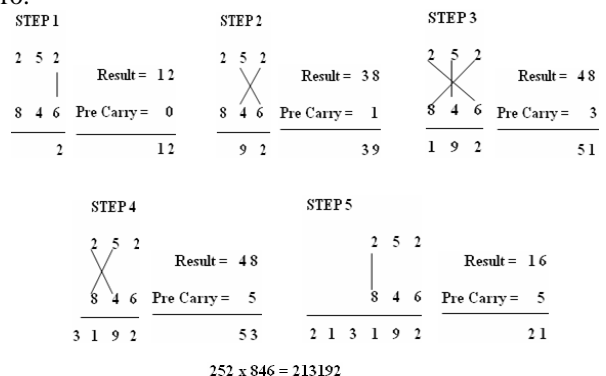 STEP 1
2 5 2
Result = 12
8 4 6 Pre Carry = 0
2 12
STEP 2
2 5 2
Result = 38
8 4 6 Pre Carry = 1
9 2 39
STEP 3
2 5 2
Result = 48
8 4 6 Pre Carry = 3
1 9 2 51
STEP 4
2 5 2
Result = 48
8 4 6 Pre Carry = 5
3 1 9 2 53
STEP 5
2 5 2
Result = 16
8 4 6 Pre Carry = 5
2 1 3 1 9 2 21
252 x 846 = 213192